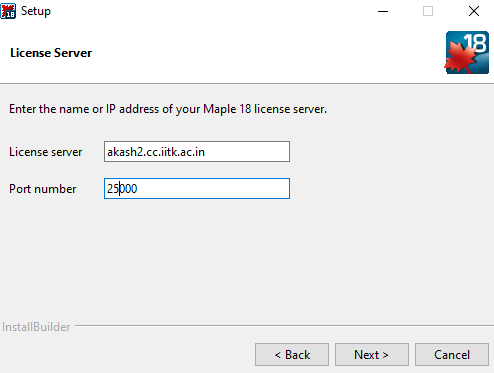 18 Setup
License Server
18
Enter the name or IP address of your Maple 18 license server.
License server akash2.cc.iitk.ac.in
Port number 25000
InstallBuilder
< Back Next > Cancel